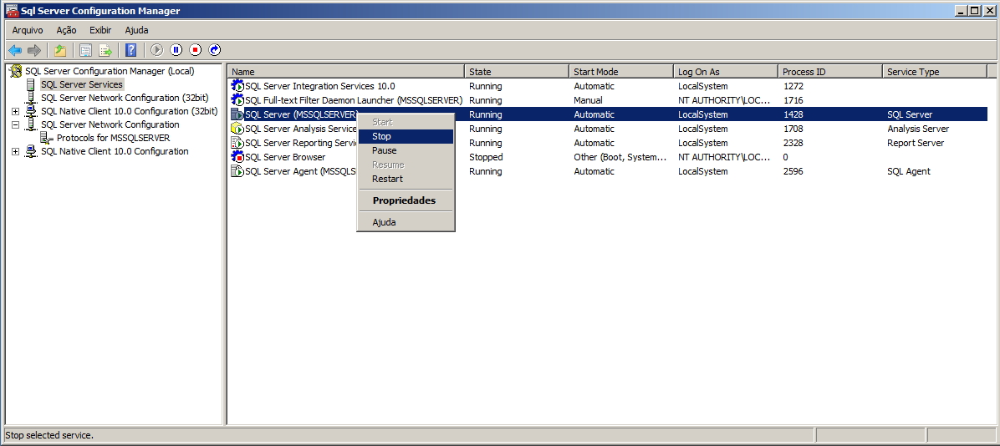 Sql Server Configuration Manager
Arquivo Ação Exibir Ajuda
SQL Server Configuration Manager (Local)
SQL Server Services
SQL Server Network Configuration (32bit)
SQL Native Client 10.0 Configuration (32bit)
SQL Server Network Configuration
Protocols for MSSQLSERVER
SQL Native Client 10.0 Configuration
Name State Start Mode Log On As Process ID Service Type
SQL Server Integration Services 10.0 Running Automatic LocalSystem 1272
SQL Full-text Filter Daemon Launcher (MSSQLSERVER) Running Manual NT AUTHORITY\LOC... 1716
SQL Server (MSSQLSERVER) Running Automatic LocalSystem 1428 SQL Server
SQL Server Analysis Service Running Automatic LocalSystem 1708 Analysis Server
SQL Server Reporting Servi Running Automatic LocalSystem 2328 Report Server
SQL Server Browser Stopped Other (Boot, System... NT AUTHORITY\LOC... 0
SQL Server Agent (MSSQLS Running Automatic LocalSystem 2596 SQL Agent
Start
Stop
Pause
Resume
Restart
Propriedades
Ajuda
Stop selected service.